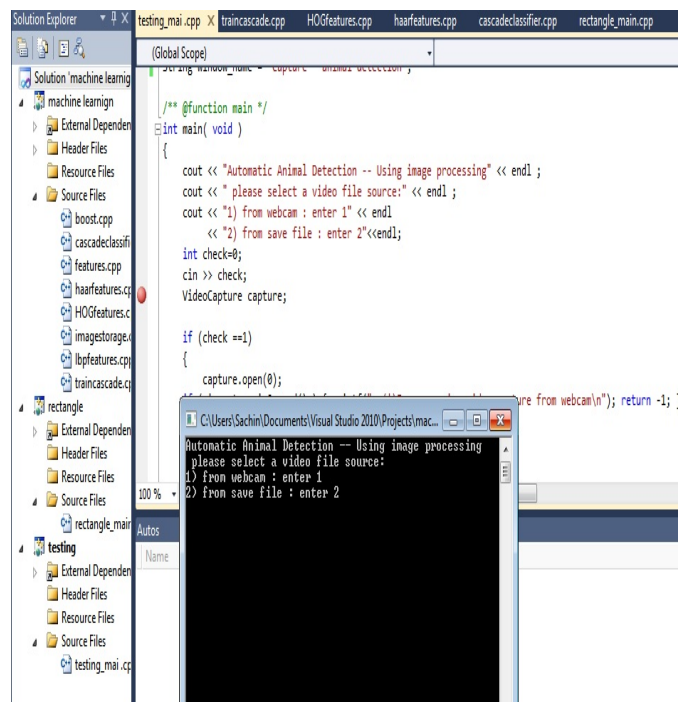 Solution Explorer
testing_mai .cpp X traincascade.cpp HOGfeatures.cpp haarfeatures.cpp cascadeclassifier.cpp rectangle_main.cpp
(Global Scope)
Solution 'machine learnig
machine learnign
External Dependen
Header Files
Resource Files
Source Files
boost.cpp
cascadeclassifi
features.cpp
haarfeatures.cp
HOGfeatures.c
imagestorage.
lbpfeatures.cpp
traincascade.cp
rectangle
External Dependen
Header Files
Resource Files
Source Files
rectangle_mair
testing
External Dependen
Header Files
Resource Files
Source Files
testing_mai .cp
String window_name = "Capture - animal detection";
/** @function main */
int main( void )
{
cout << "Automatic Animal Detection -- Using image processing" << endl ;
cout << " please select a video file source:" << endl ;
cout << "1) from webcam : enter 1" << endl
<< "2) from save file : enter 2"<<endl;
int check=0;
cin >> check;
VideoCapture capture;
if (check ==1)
{
capture.open(0);
ture from webcam\n"); return -1; }
100 %
Autos
Name
C:\Users\Sachin\Documents\Visual Studio 2010\Projects\mac...
Automatic Animal Detection -- Using image processing
please select a video file source:
1) from webcam : enter 1
2) from save file : enter 2